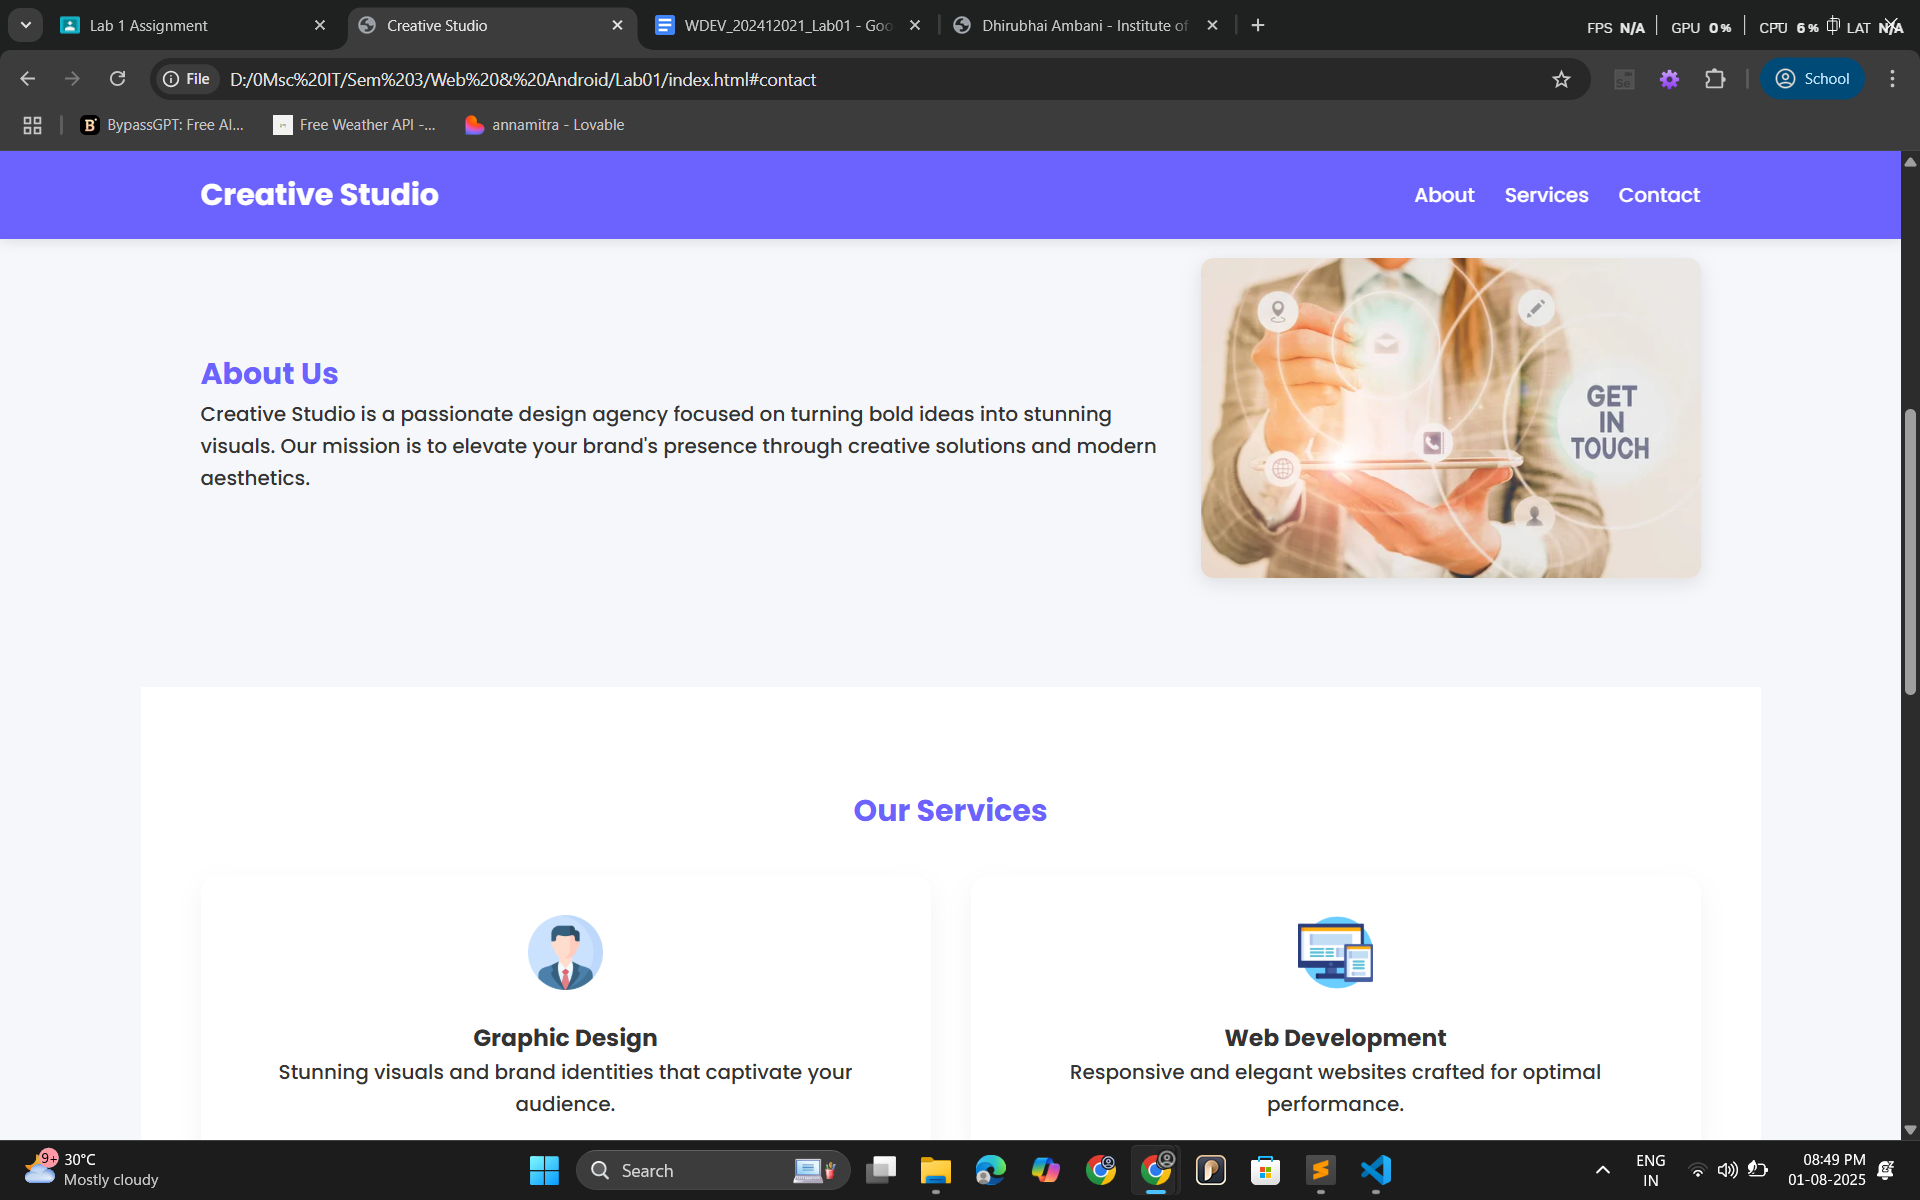 Lab 1 Assignment
Creative Studio
WDEV_202412021_Lab01 - Goo
Dhirubhai Ambani - Institute of
FPS N/A GPU 0% CPU 6% LAT N/A
File D:/0Msc%20IT/Sem%203/Web%20&%20Android/Lab01/index.html#contact
School
BypassGPT: Free AI...
Free Weather API -...
annamitra - Lovable
Creative Studio
About Services Contact
About Us
Creative Studio is a passionate design agency focused on turning bold ideas into stunning
visuals. Our mission is to elevate your brand's presence through creative solutions and modern
aesthetics.
GET
IN
TOUCH
Our Services
Graphic Design
Stunning visuals and brand identities that captivate your
audience.
Web Development
Responsive and elegant websites crafted for optimal
performance.
9+
30°C
Mostly cloudy
Search
ENG
IN
08:49 PM
01-08-2025